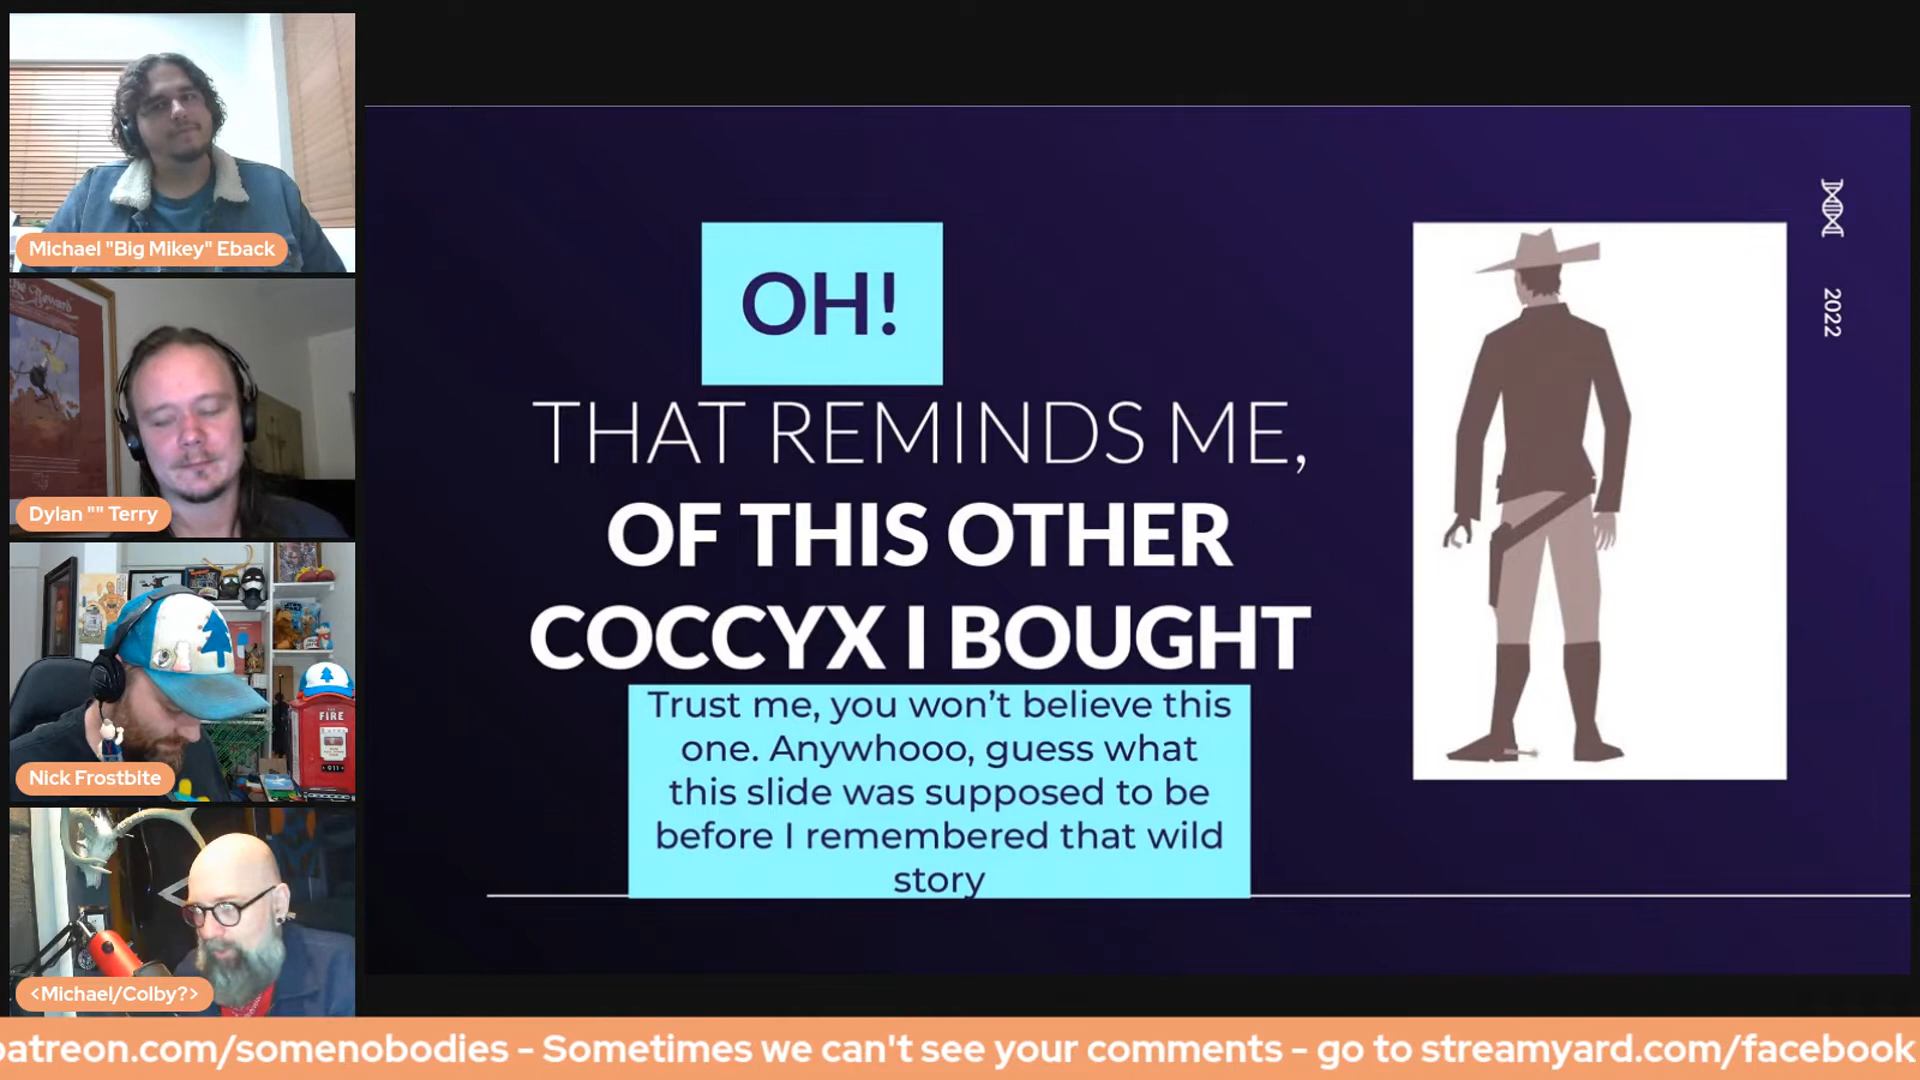 Michael "Big Mikey" Eback
Dylan "" Terry
FIRE
911
Nick Frostbite
<Michael/Colby?>
OH!
THAT REMINDS ME,
OF THIS OTHER
COCCYX I BOUGHT
Trust me, you won't believe this
one. Anywhooo, guess what
this slide was supposed to be
before I remembered that wild
story
2022
patreon.com/somenobodies - Sometimes we can't see your comments - go to streamyard.com/facebook